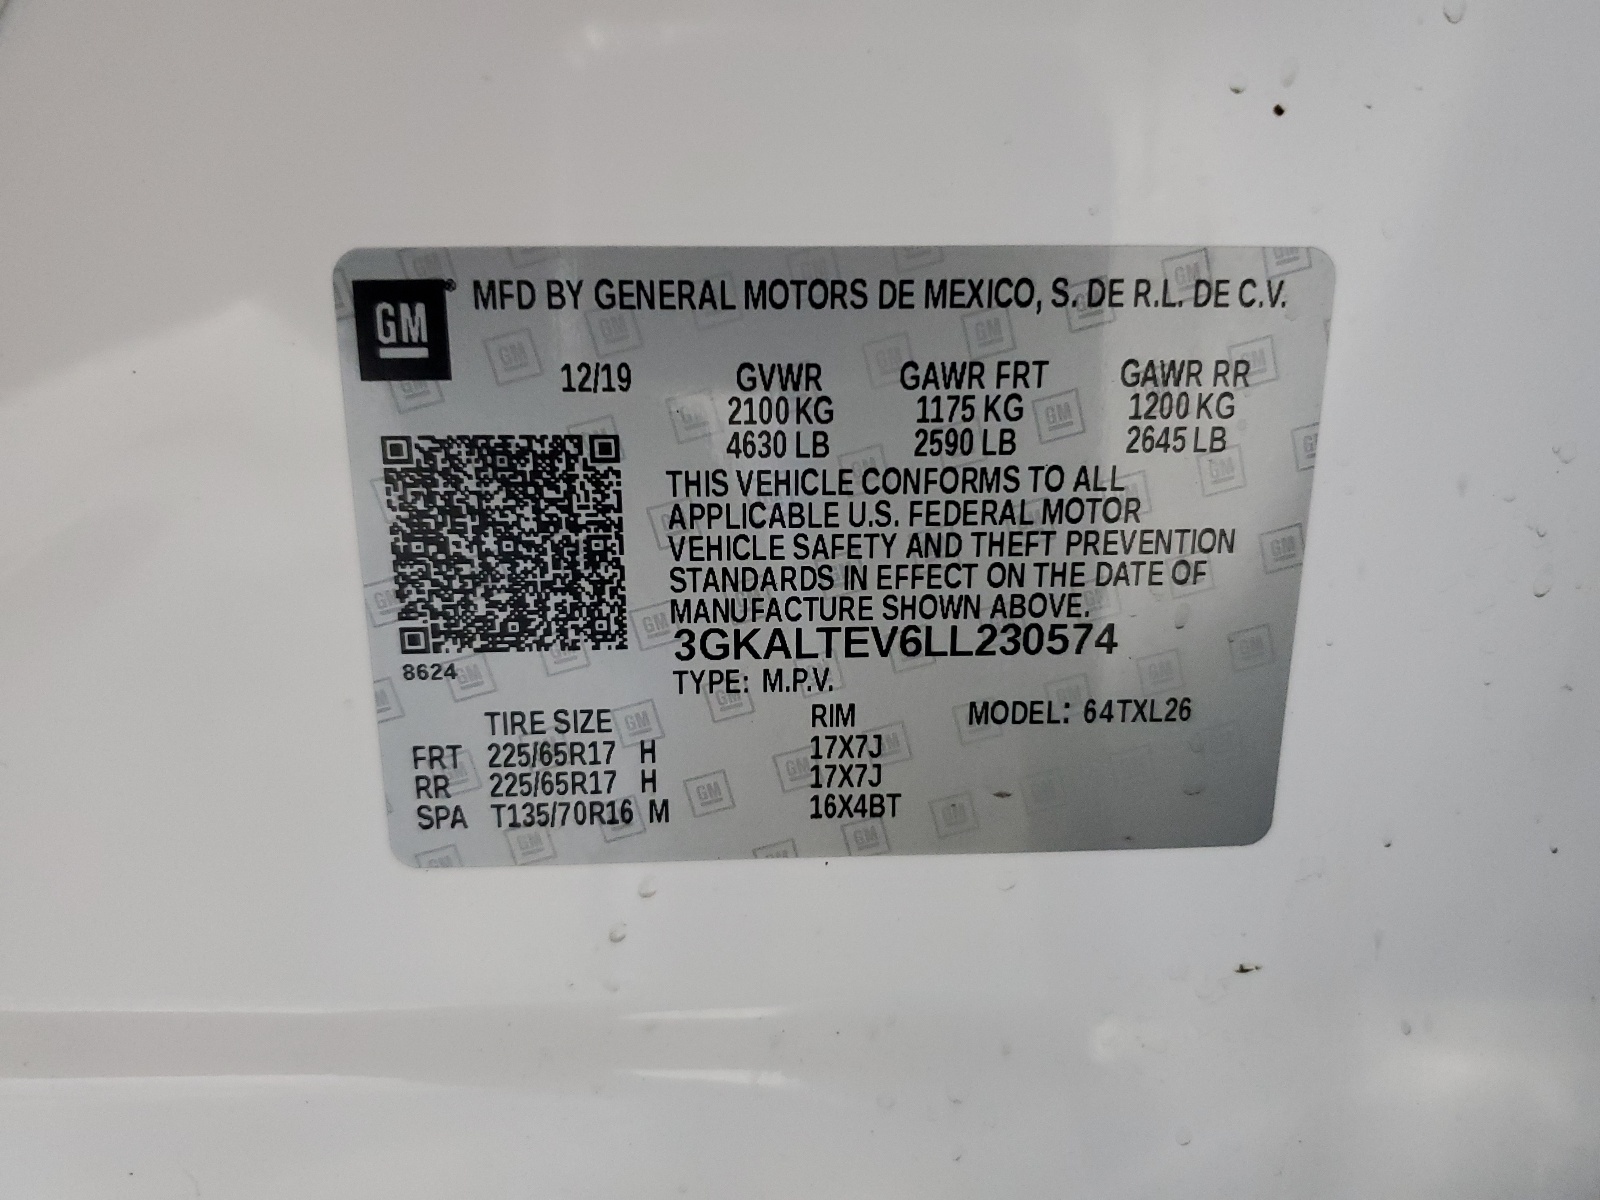 GM® MFD BY GENERAL MOTORS DE MEXICO, S. DE R.L. DE C.V.
12/19 GVWR GAWR FRT GAWR RR
2100 KG 1175 KG 1200 KG
4630 LB 2590 LB 2645 LB
THIS VEHICLE CONFORMS TO ALL
APPLICABLE U.S. FEDERAL MOTOR
VEHICLE SAFETY AND THEFT PREVENTION
STANDARDS IN EFFECT ON THE DATE OF
MANUFACTURE SHOWN ABOVE.
3GKALTEV6LL230574
8624
TYPE: M.P.V.
TIRE SIZE RIM MODEL: 64TXL26
FRT 225/65R17 H 17X7J
RR 225/65R17 H 17X7J
SPA T135/70R16 M 16X4BT